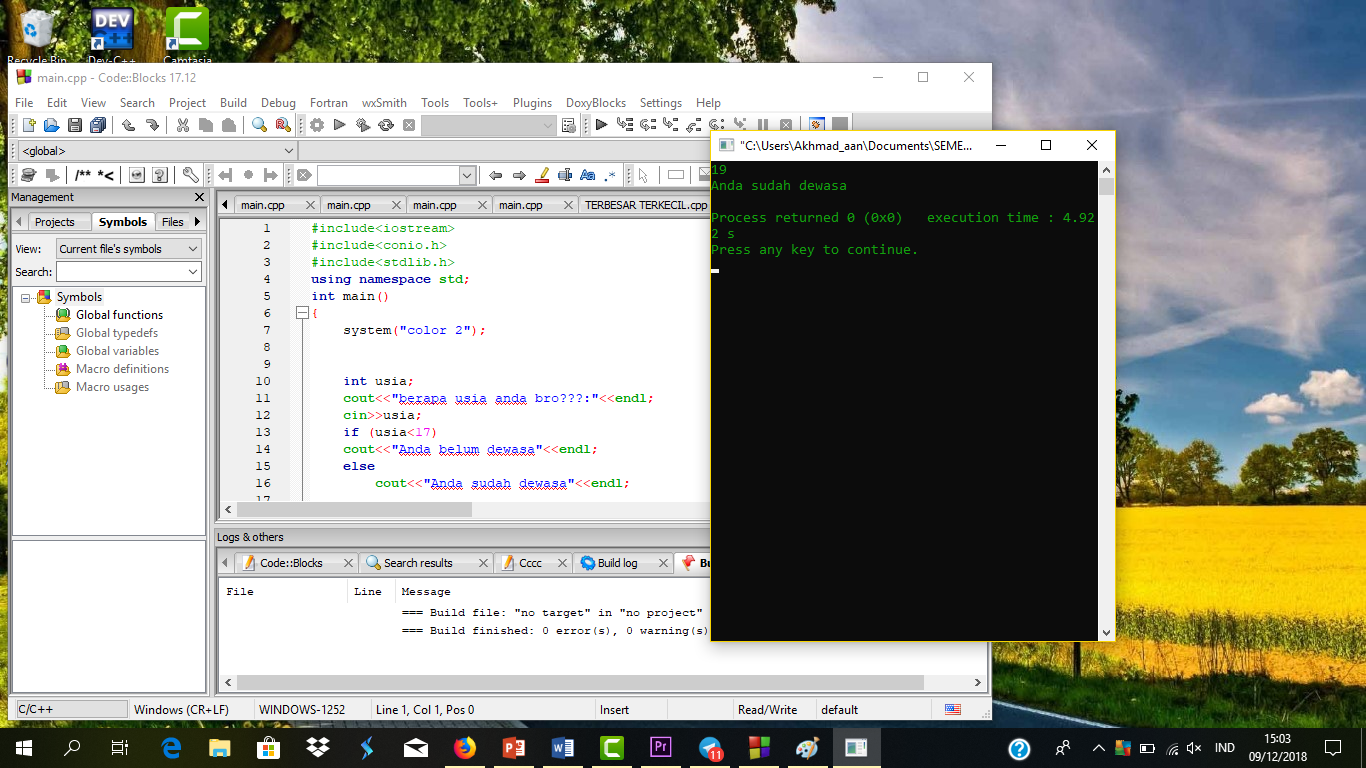 Recycle Bin
Dev-C++
Camtasia
main.cpp - Code::Blocks 17.12
File Edit View Search Project Build Debug Fortran wxSmith Tools Tools+ Plugins DoxyBlocks Settings Help
<global>
/** *<
Management
Projects Symbols Files
View: Current file's symbols
Search:
Symbols
Global functions
Global typedefs
Global variables
Macro definitions
Macro usages
main.cpp main.cpp main.cpp main.cpp TERBESAR TERKECIL.cpp
1 #include<iostream>
2 #include<conio.h>
3 #include<stdlib.h>
4 using namespace std;
5 int main()
6 {
7 system("color 2");
8
9
10 int usia;
11 cout<<"berapa usia anda bro???:"<<endl;
12 cin>>usia;
13 if (usia<17)
14 cout<<"Anda belum dewasa"<<endl;
15 else
16 cout<<"Anda sudah dewasa"<<endl;
17
Logs & others
Code::Blocks Search results Cccc Build log Bu
File Line Message
=== Build file: "no target" in "no project"
=== Build finished: 0 error(s), 0 warning(s)
C/C++ Windows (CR+LF) WINDOWS-1252 Line 1, Col 1, Pos 0 Insert Read/Write default
"C:\Users\Akhmad_aan\Documents\SEME...
19
Anda sudah dewasa
Process returned 0 (0x0) execution time : 4.92
2 s
Press any key to continue.
11
IND
15:03
09/12/2018